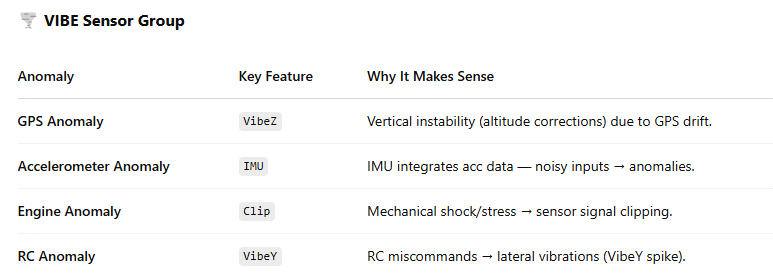 VIBE Sensor Group
Anomaly Key Feature Why It Makes Sense
GPS Anomaly VibeZ Vertical instability (altitude corrections) due to GPS drift.
Accelerometer Anomaly IMU IMU integrates acc data — noisy inputs → anomalies.
Engine Anomaly Clip Mechanical shock/stress → sensor signal clipping.
RC Anomaly VibeY RC miscommands → lateral vibrations (VibeY spike).